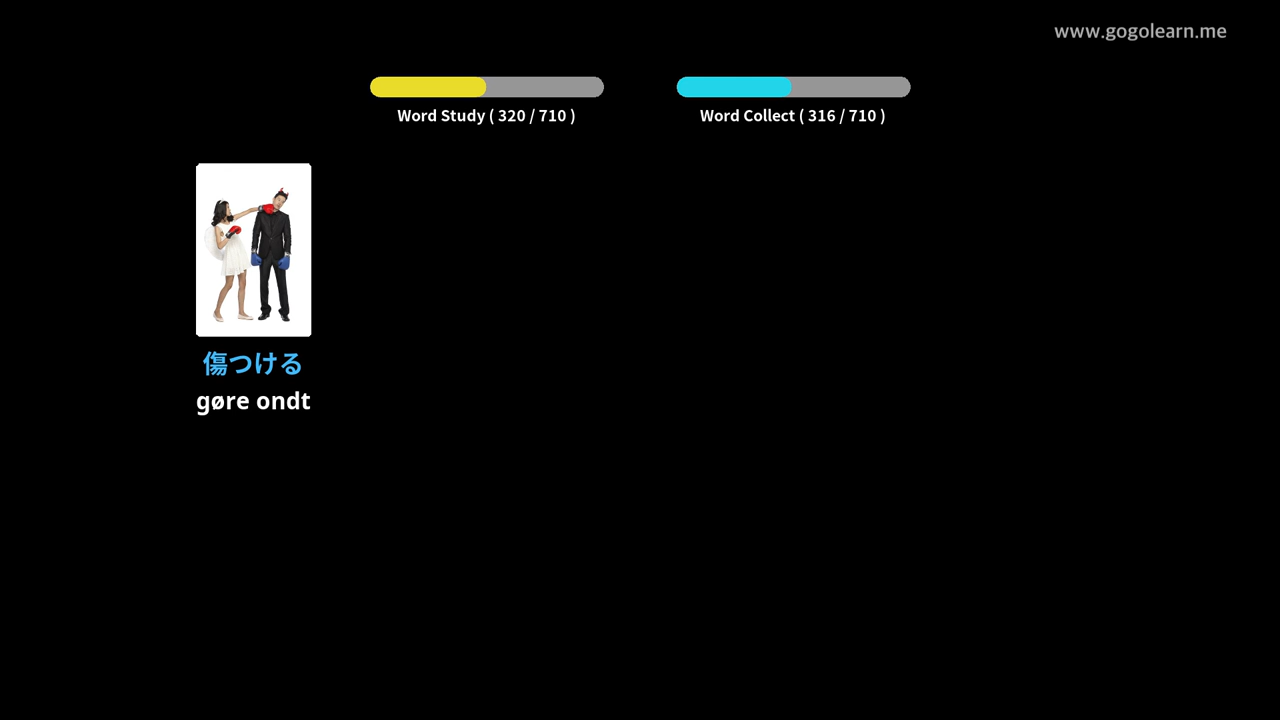 www.gogolearn.me
Word Study ( 320 / 710 )
Word Collect ( 316 / 710 )
傷つける
gøre ondt